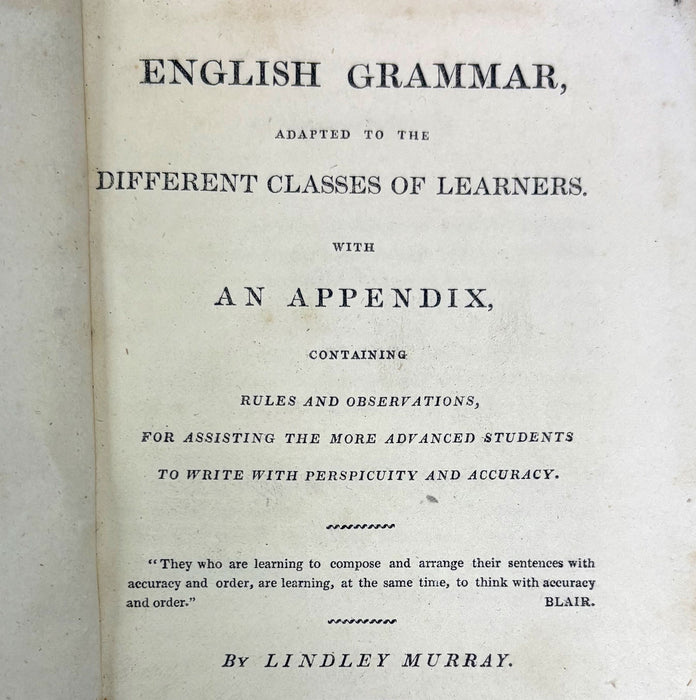 ENGLISH GRAMMAR,
ADAPTED TO THE
DIFFERENT CLASSES OF LEARNERS.
WITH
AN APPENDIX,
CONTAINING
RULES AND OBSERVATIONS,
FOR ASSISTING THE MORE ADVANCED STUDENTS
TO WRITE WITH PERSPICUITY AND ACCURACY.
"They who are learning to compose and arrange their sentences with
accuracy and order, are learning, at the same time, to think with accuracy
and order." BLAIR.
BY LINDLEY MURRAY.